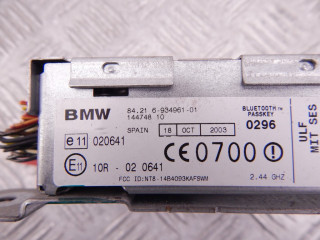 BMW
84.21 6-934961-01
144748 10
SPAIN 18 OCT 2003
BLUETOOTH™
PASSKEY
0296
e11 020641
CE0700
E11 10R - 02 0641
FCC ID:NT8-14B4093KAFSWM
2.44 GHZ
ULF
MIT SES